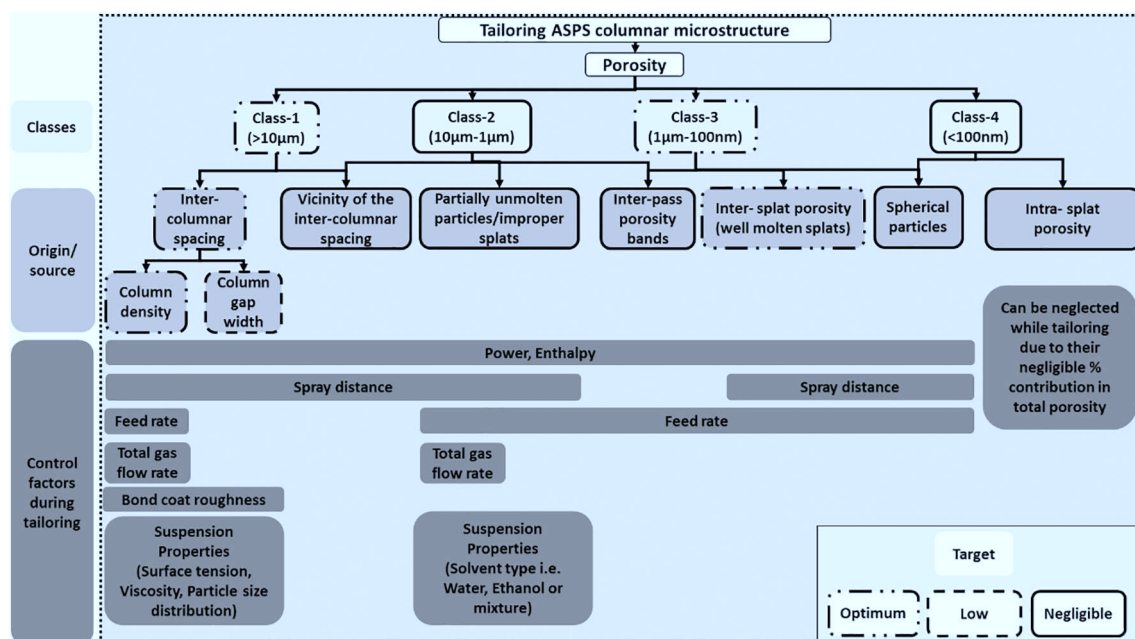 Tailoring ASPS columnar microstructure
Porosity
Classes
Class-1
(>10μm)
Class-2
(10μm-1μm)
Class-3
(1μm-100nm)
Class-4
(<100nm)
Origin/
source
Inter-
columnar
spacing
Vicinity of the
inter-columnar
spacing
Partially unmolten
particles/improper
splats
Inter-pass
porosity
bands
Inter- splat porosity
(well molten splats)
Spherical
particles
Intra- splat
porosity
Column
density
Column
gap
width
Can be neglected
while tailoring
due to their
negligible %
contribution in
total porosity
Control
factors
during
tailoring
Power, Enthalpy
Spray distance
Spray distance
Feed rate
Feed rate
Total gas
flow rate
Total gas
flow rate
Bond coat roughness
Suspension
Properties
(Surface tension,
Viscosity, Particle size
distribution)
Suspension
Properties
(Solvent type i.e.
Water, Ethanol or
mixture)
Target
Optimum
Low
Negligible